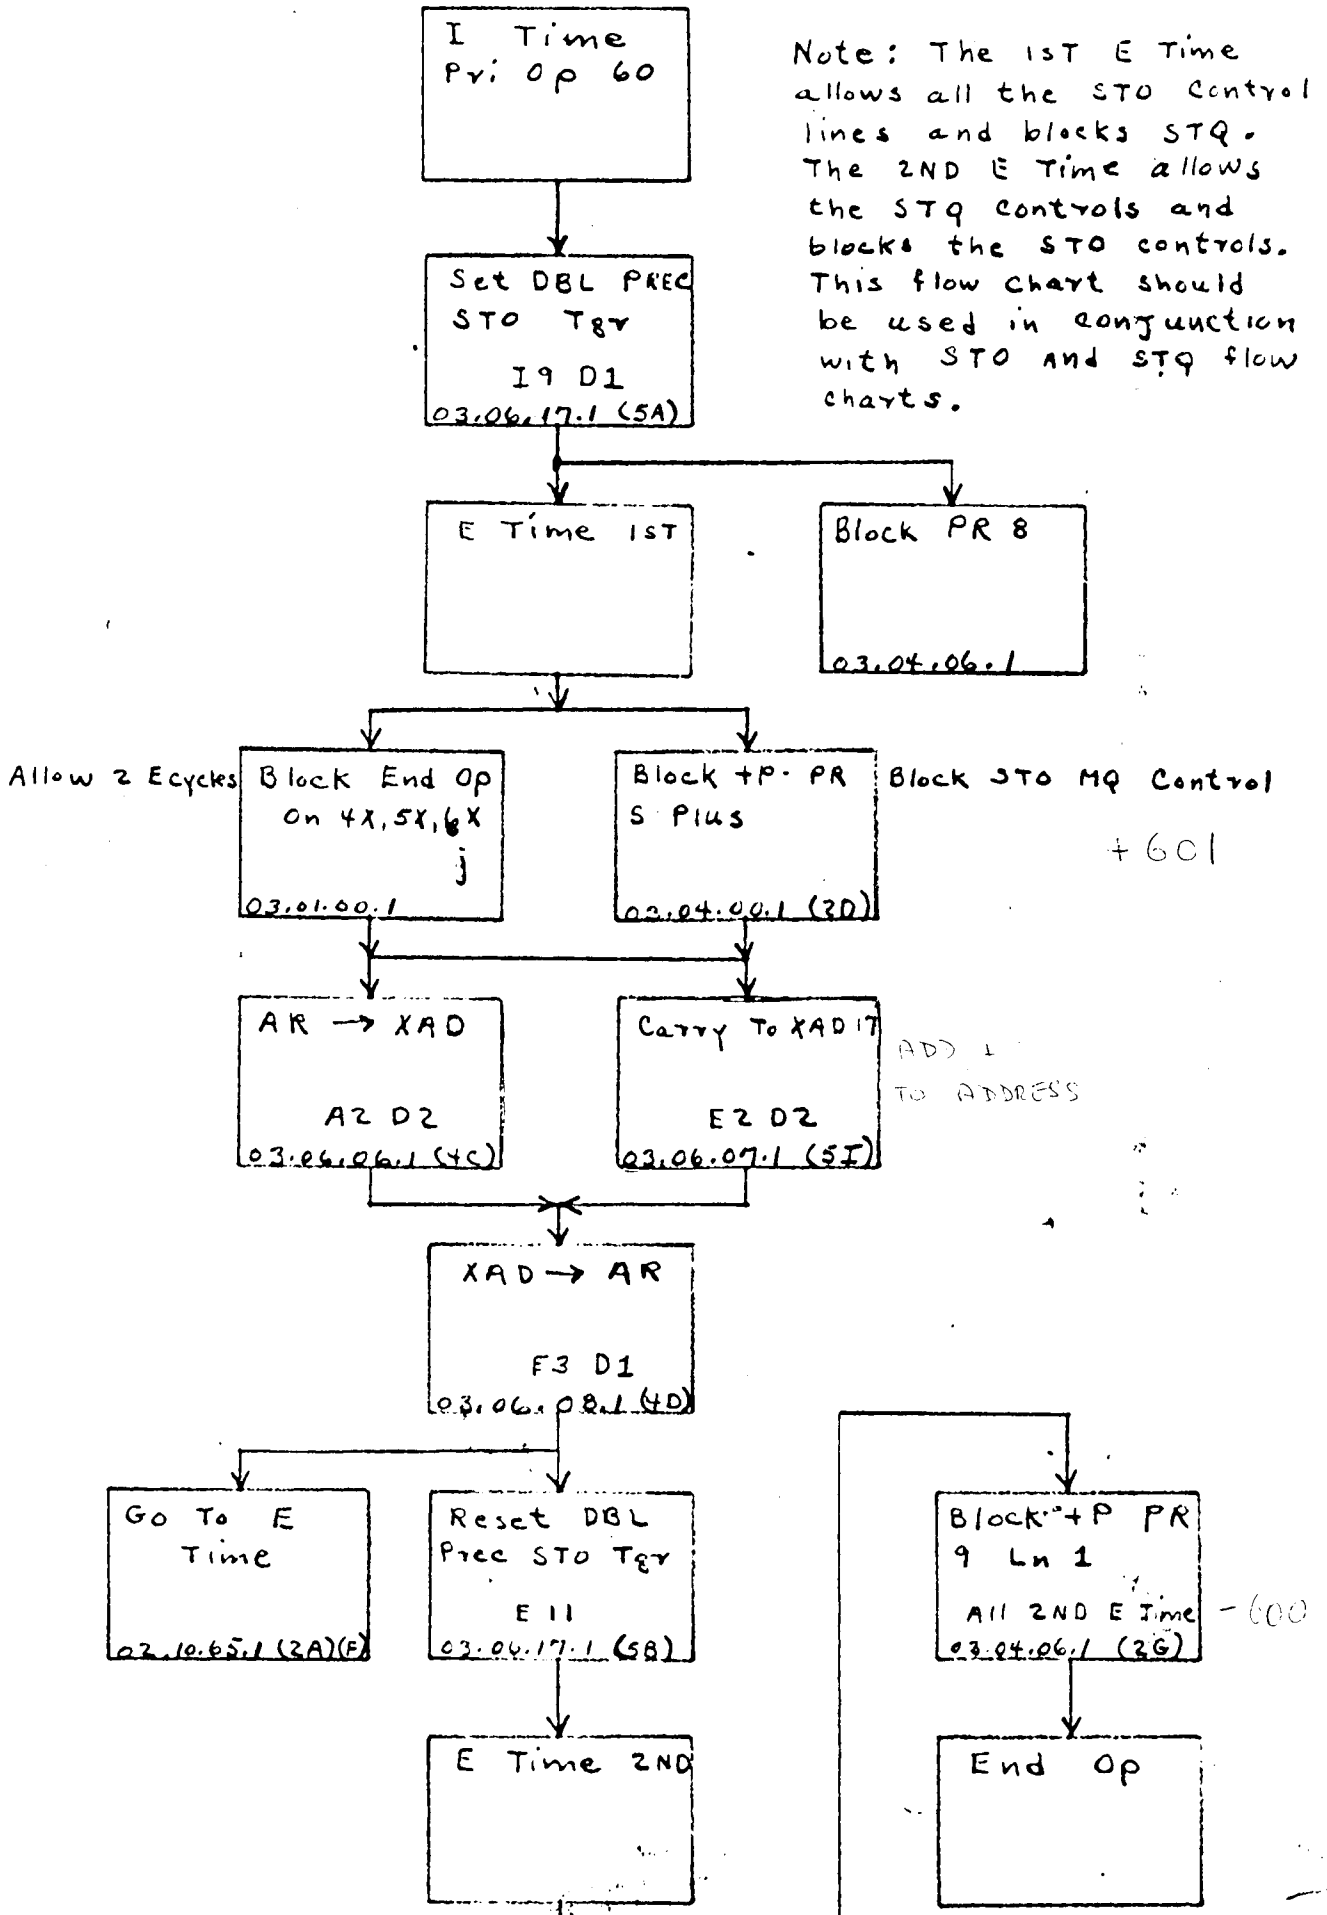 I Time
Pri Op 60
Note: The 1ST E Time
allows all the STO Control
lines and blocks STQ.
The 2ND E Time allows
the STQ Controls and
blocks the STO controls.
This flow chart should
be used in conjunction
with STO And STQ flow
charts.
Set DBL PREC
STO Tgr
I9 D1
03.06.17.1 (5A)
E Time 1ST
Block PR 8
03.04.06.1
Allow 2 Ecycles
Block End Op
On 4X, 5X, 6X
j
03.01.00.1
Block +P PR
S Plus
03.04.00.1 (2D)
Block STO MQ Control
+ 601
AR → XAD
A2 D2
03.06.06.1 (4C)
Carry To XAD 17
E2 D2
03.06.07.1 (5I)
ADD 1
TO ADDRESS
XAD → AR
E3 D1
03.06.08.1 (4D)
Go To E
Time
02.10.65.1 (2A)(F)
Reset DBL
Prec STO Tgr
E 11
03.06.17.1 (5B)
Block + P PR
9 Ln 1
All 2ND E Time
03.04.06.1 (2G)
- 600
E Time 2ND
End Op